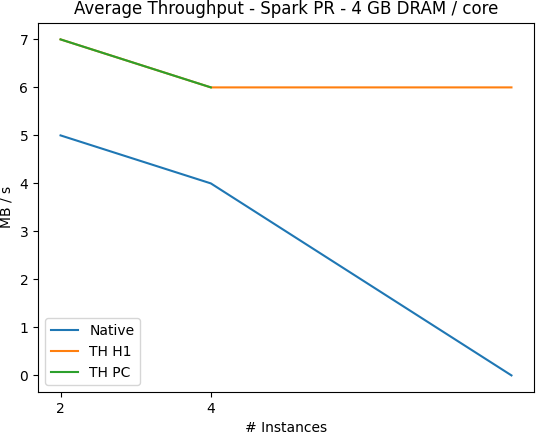 Average Throughput - Spark PR - 4 GB DRAM / core
MB / s
7
6
5
4
3
2
1
0
Native
TH H1
TH PC
2
4
# Instances